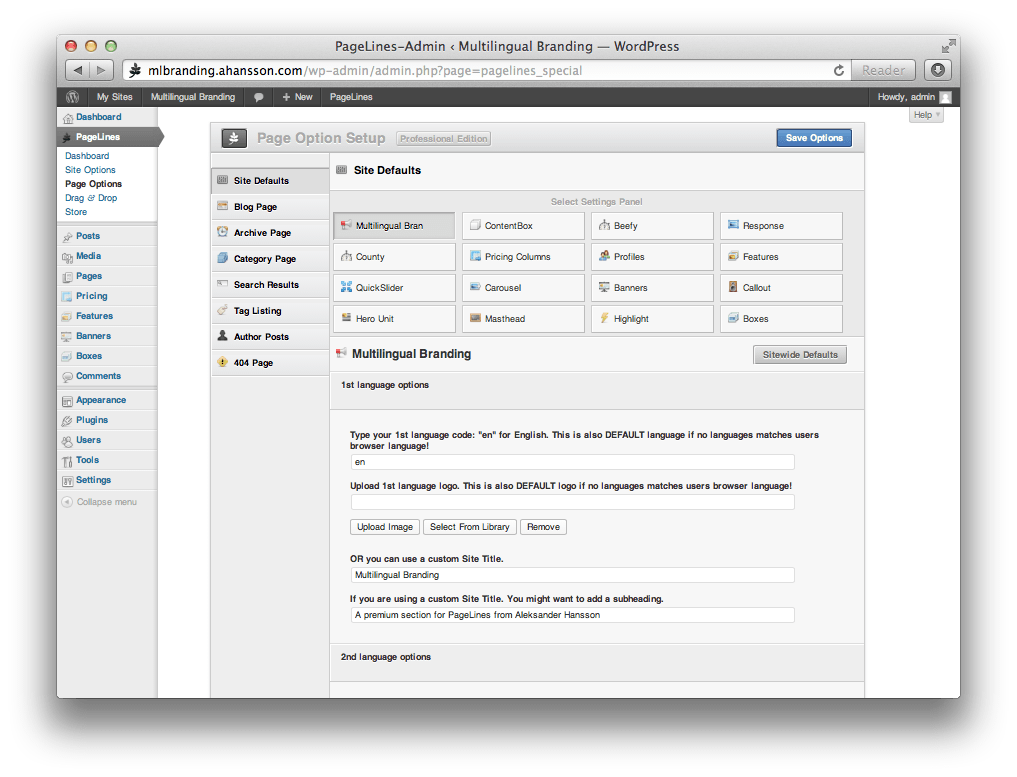 PageLines-Admin ‹ Multilingual Branding — WordPress
mlbranding.ahansson.com/wp-admin/admin.php?page=pagelines_special
Reader
My Sites
Multilingual Branding
+ New
PageLines
Howdy, admin
Help
Dashboard
PageLines
Dashboard
Site Options
Page Options
Drag & Drop
Store
Posts
Media
Pages
Pricing
Features
Banners
Boxes
Comments
Appearance
Plugins
Users
Tools
Settings
Collapse menu
Page Option Setup
Professional Edition
Save Options
Site Defaults
Blog Page
Archive Page
Category Page
Search Results
Tag Listing
Author Posts
404 Page
Site Defaults
Select Settings Panel
Multilingual Bran
ContentBox
Beefy
Response
County
Pricing Columns
Profiles
Features
QuickSlider
Carousel
Banners
Callout
Hero Unit
Masthead
Highlight
Boxes
Multilingual Branding
Sitewide Defaults
1st language options
Type your 1st language code: "en" for English. This is also DEFAULT language if no languages matches users
browser language!
en
Upload 1st language logo. This is also DEFAULT logo if no languages matches users browser language!
Upload Image
Select From Library
Remove
OR you can use a custom Site Title.
Multilingual Branding
If you are using a custom Site Title. You might want to add a subheading.
A premium section for PageLines from Aleksander Hansson
2nd language options